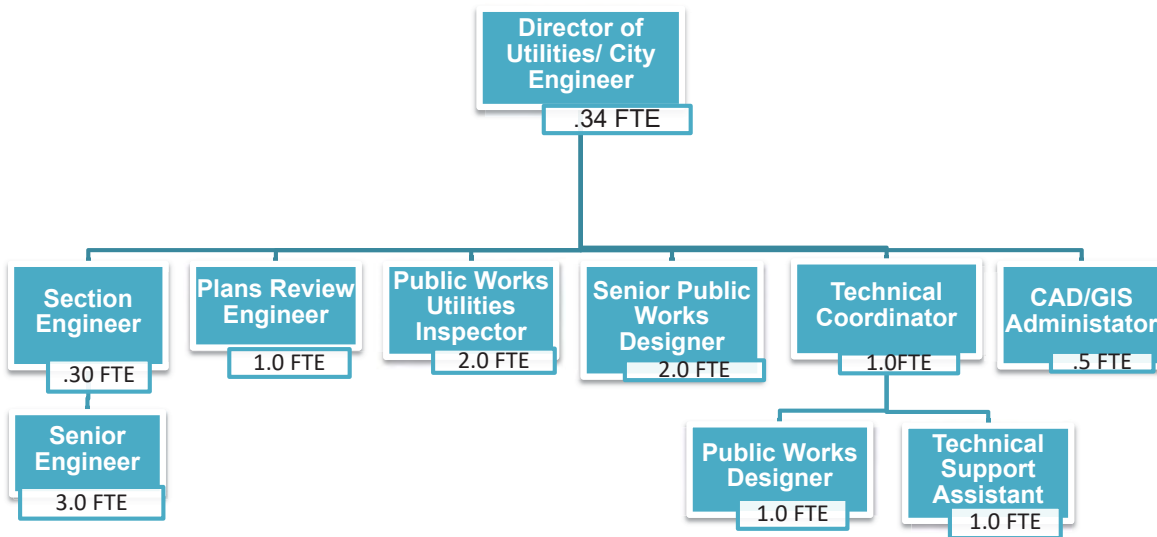 Director of
Utilities/ City
Engineer
.34 FTE
Section
Engineer
.30 FTE
Plans Review
Engineer
1.0 FTE
Public Works
Utilities
Inspector
2.0 FTE
Senior Public
Works
Designer
2.0 FTE
Technical
Coordinator
1.0FTE
CAD/GIS
Administator
.5 FTE
Senior
Engineer
3.0 FTE
Public Works
Designer
1.0 FTE
Technical
Support
Assistant
1.0 FTE